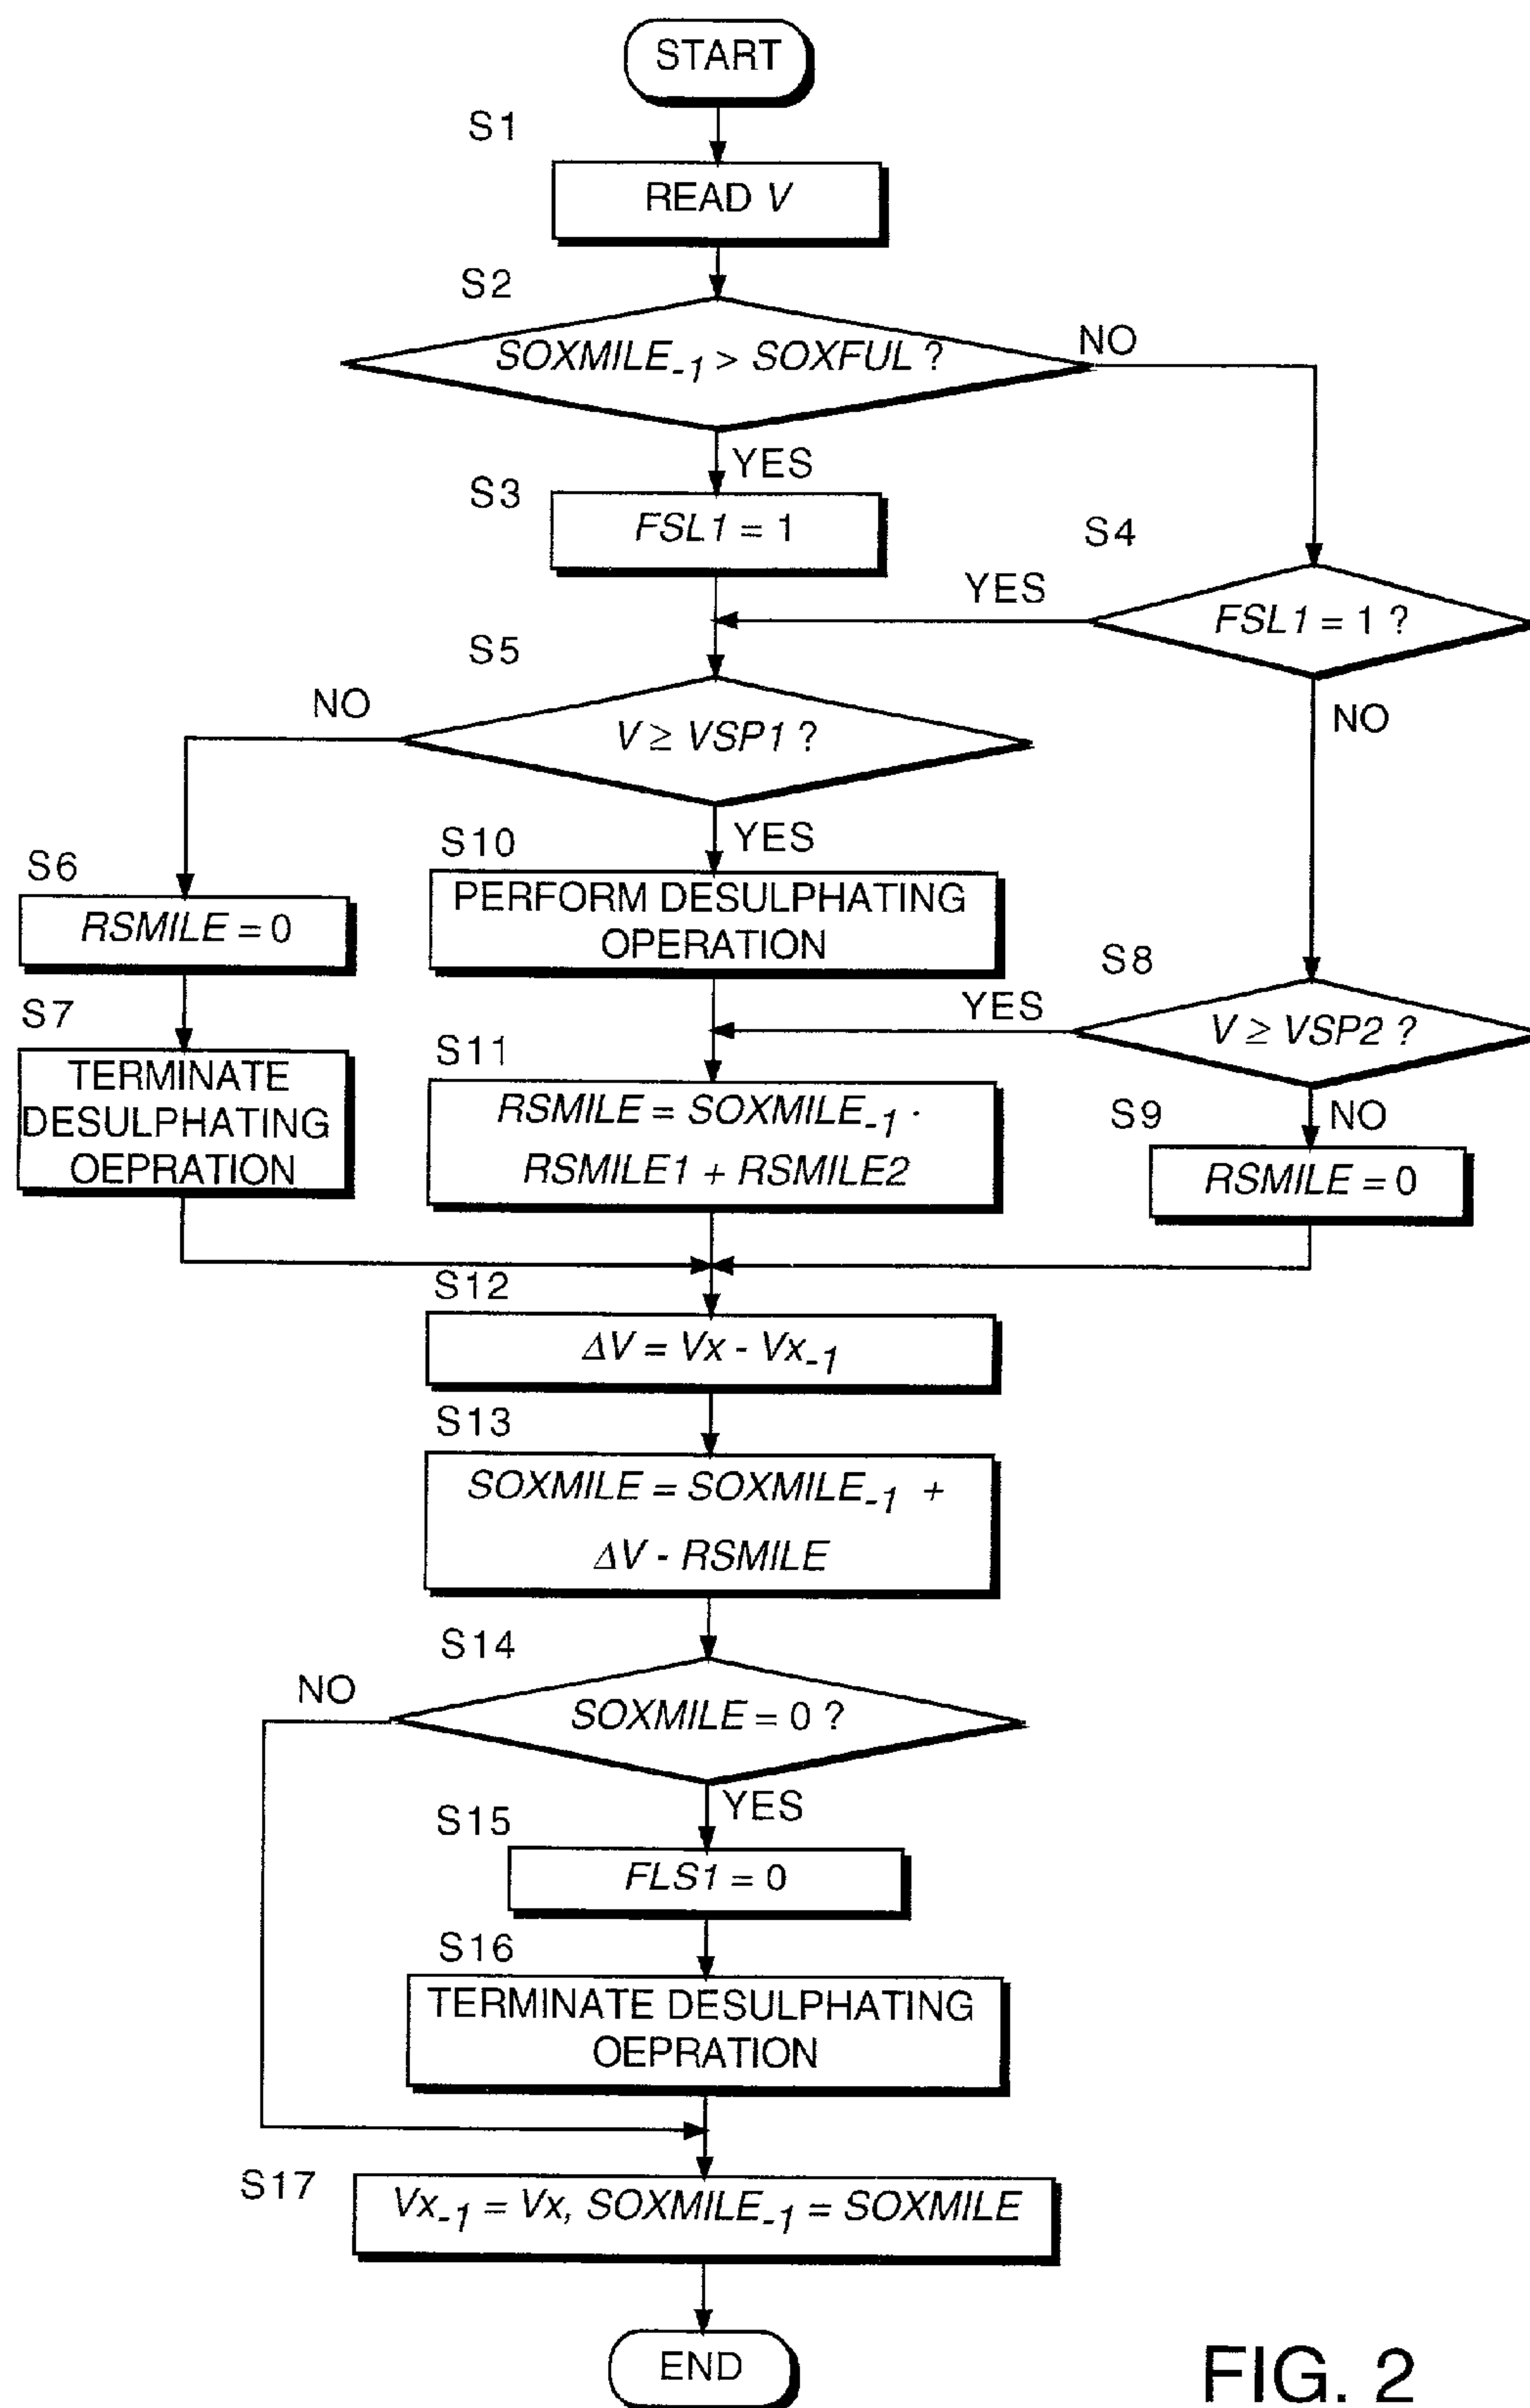 START
S1
READ V
S2
SOXMILE-1 > SOXFUL ?
NO
YES
S3
FSL1 = 1
S4
YES
FSL1 = 1 ?
S5
NO
NO
V ≥ VSP1 ?
YES
S10
S6
RSMILE = 0
PERFORM DESULPHATING
OPERATION
S8
YES
V ≥ VSP2 ?
S7
TERMINATE
DESULPHATING
OEPRATION
S11
RSMILE = SOXMILE-1 ·
RSMILE1 + RSMILE2
S9
NO
RSMILE = 0
S12
ΔV = Vx - Vx-1
S13
SOXMILE = SOXMILE-1 +
ΔV - RSMILE
S14
NO
SOXMILE = 0 ?
YES
S15
FLS1 = 0
S16
TERMINATE DESULPHATING
OEPRATION
S17
Vx-1 = Vx, SOXMILE-1 = SOXMILE
END
FIG. 2